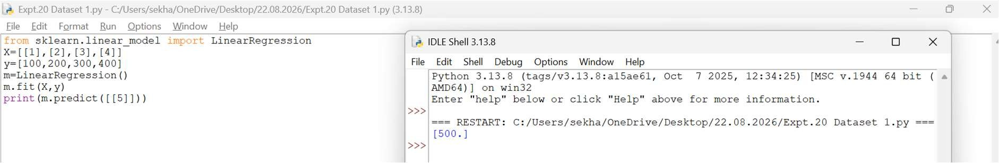 Expt.20 Dataset 1.py - C:/Users/sekha/OneDrive/Desktop/22.08.2026/Expt.20 Dataset 1.py (3.13.8)
File Edit Format Run Options Window Help
from sklearn.linear_model import LinearRegression
X=[[1],[2],[3],[4]]
y=[100,200,300,400]
m=LinearRegression()
m.fit(X,y)
print(m.predict([[5]]))
IDLE Shell 3.13.8
File Edit Shell Debug Options Window Help
Python 3.13.8 (tags/v3.13.8:a15ae61, Oct  7 2025, 12:34:25) [MSC v.1944 64 bit (
AMD64)] on win32
Enter "help" below or click "Help" above for more information.
>>>
=== RESTART: C:/Users/sekha/OneDrive/Desktop/22.08.2026/Expt.20 Dataset 1.py ===
[500.]
>>>